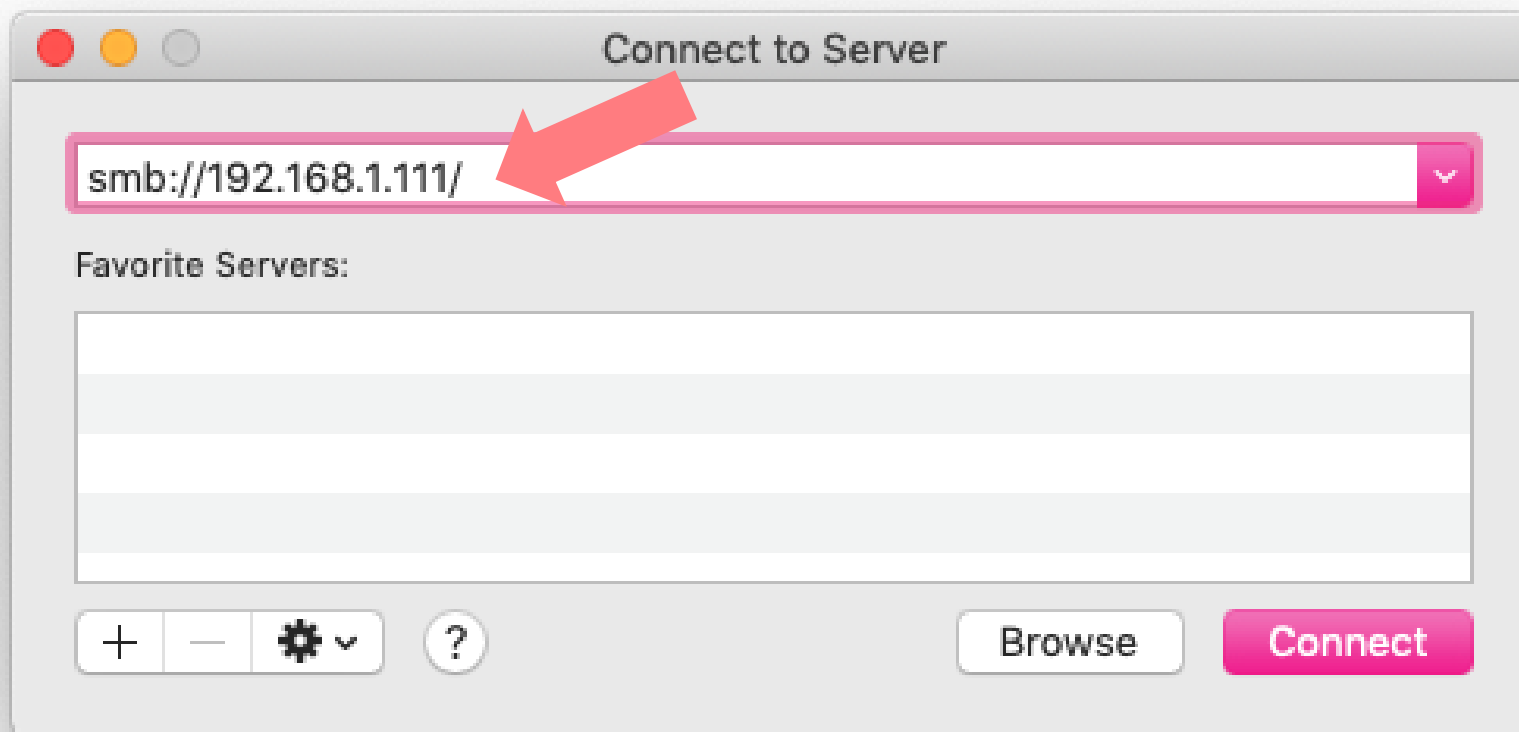 Connect to Server
smb://192.168.1.111/
Favorite Servers:
?
Browse
Connect